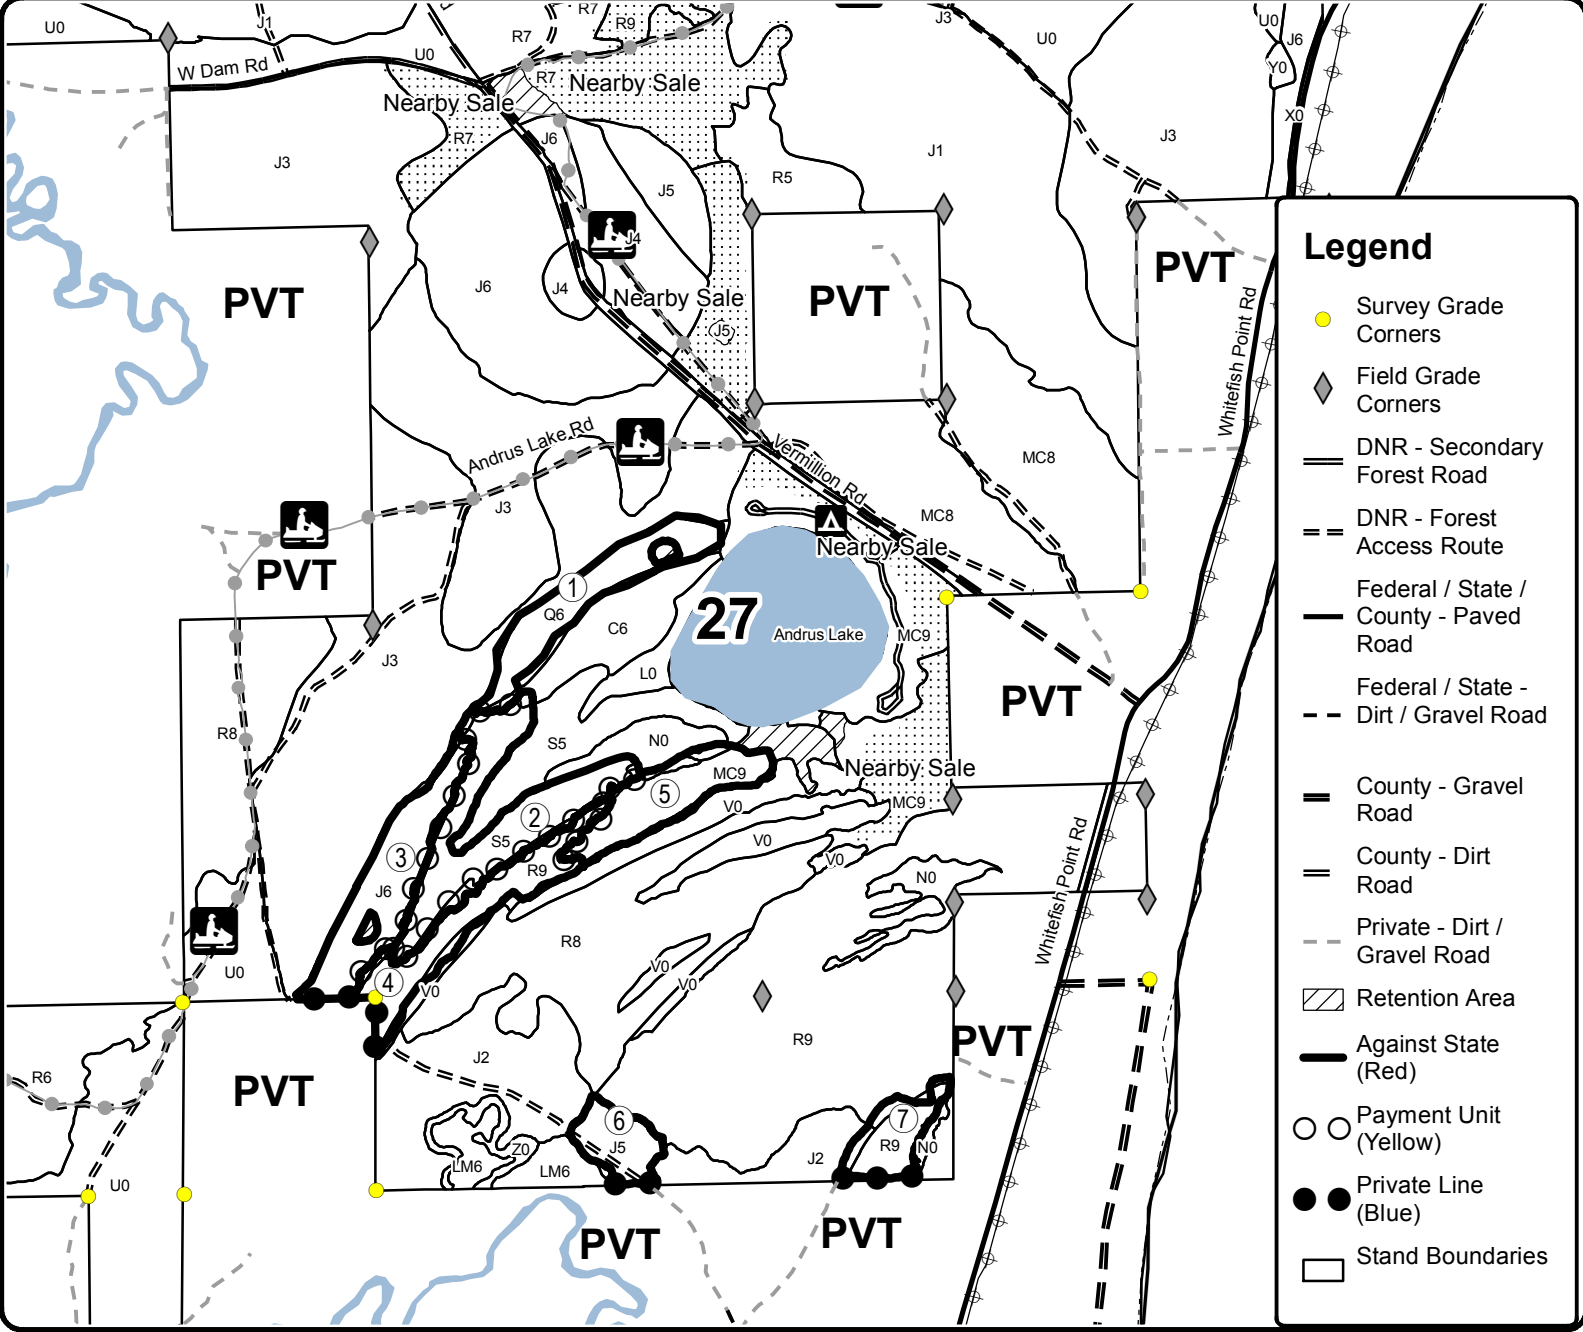 U0
J1
R7
R9
J3
U0
U0
J6
Y0
U0
R7
W Dam Rd
R7
Nearby Sale
Nearby Sale
X0
R7
J6
J3
J3
J1
R5
J5
J4
PVT
PVT
PVT
J6
J4
Nearby Sale
J5
Whitefish Point Rd
Andrus Lake Rd
Vermillion Rd
MC8
J3
MC8
Nearby Sale
PVT
1
Q6
C6
27
Andrus Lake
MC9
J3
L0
PVT
R8
S5
N0
MC9
Nearby Sale
5
V0
MC9
2
S5
V0
Whitefish Point Rd
3
R9
V0
J6
N0
R8
U0
V0
4
V0
V0
R9
PVT
J2
R6
PVT
6
7
J5
R9
N0
Z0
LM6
LM6
J2
U0
PVT
PVT
Legend
Survey Grade
Corners
Field Grade
Corners
DNR - Secondary
Forest Road
DNR - Forest
Access Route
Federal / State /
County - Paved
Road
Federal / State -
Dirt / Gravel Road
County - Gravel
Road
County - Dirt
Road
Private - Dirt /
Gravel Road
Retention Area
Against State
(Red)
Payment Unit
(Yellow)
Private Line
(Blue)
Stand Boundaries